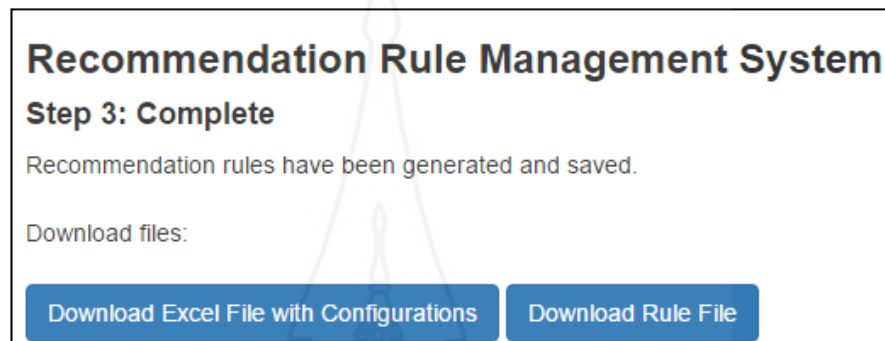 Recommendation Rule Management System
Step 3: Complete
Recommendation rules have been generated and saved.
Download files:
Download Excel File with Configurations Download Rule File